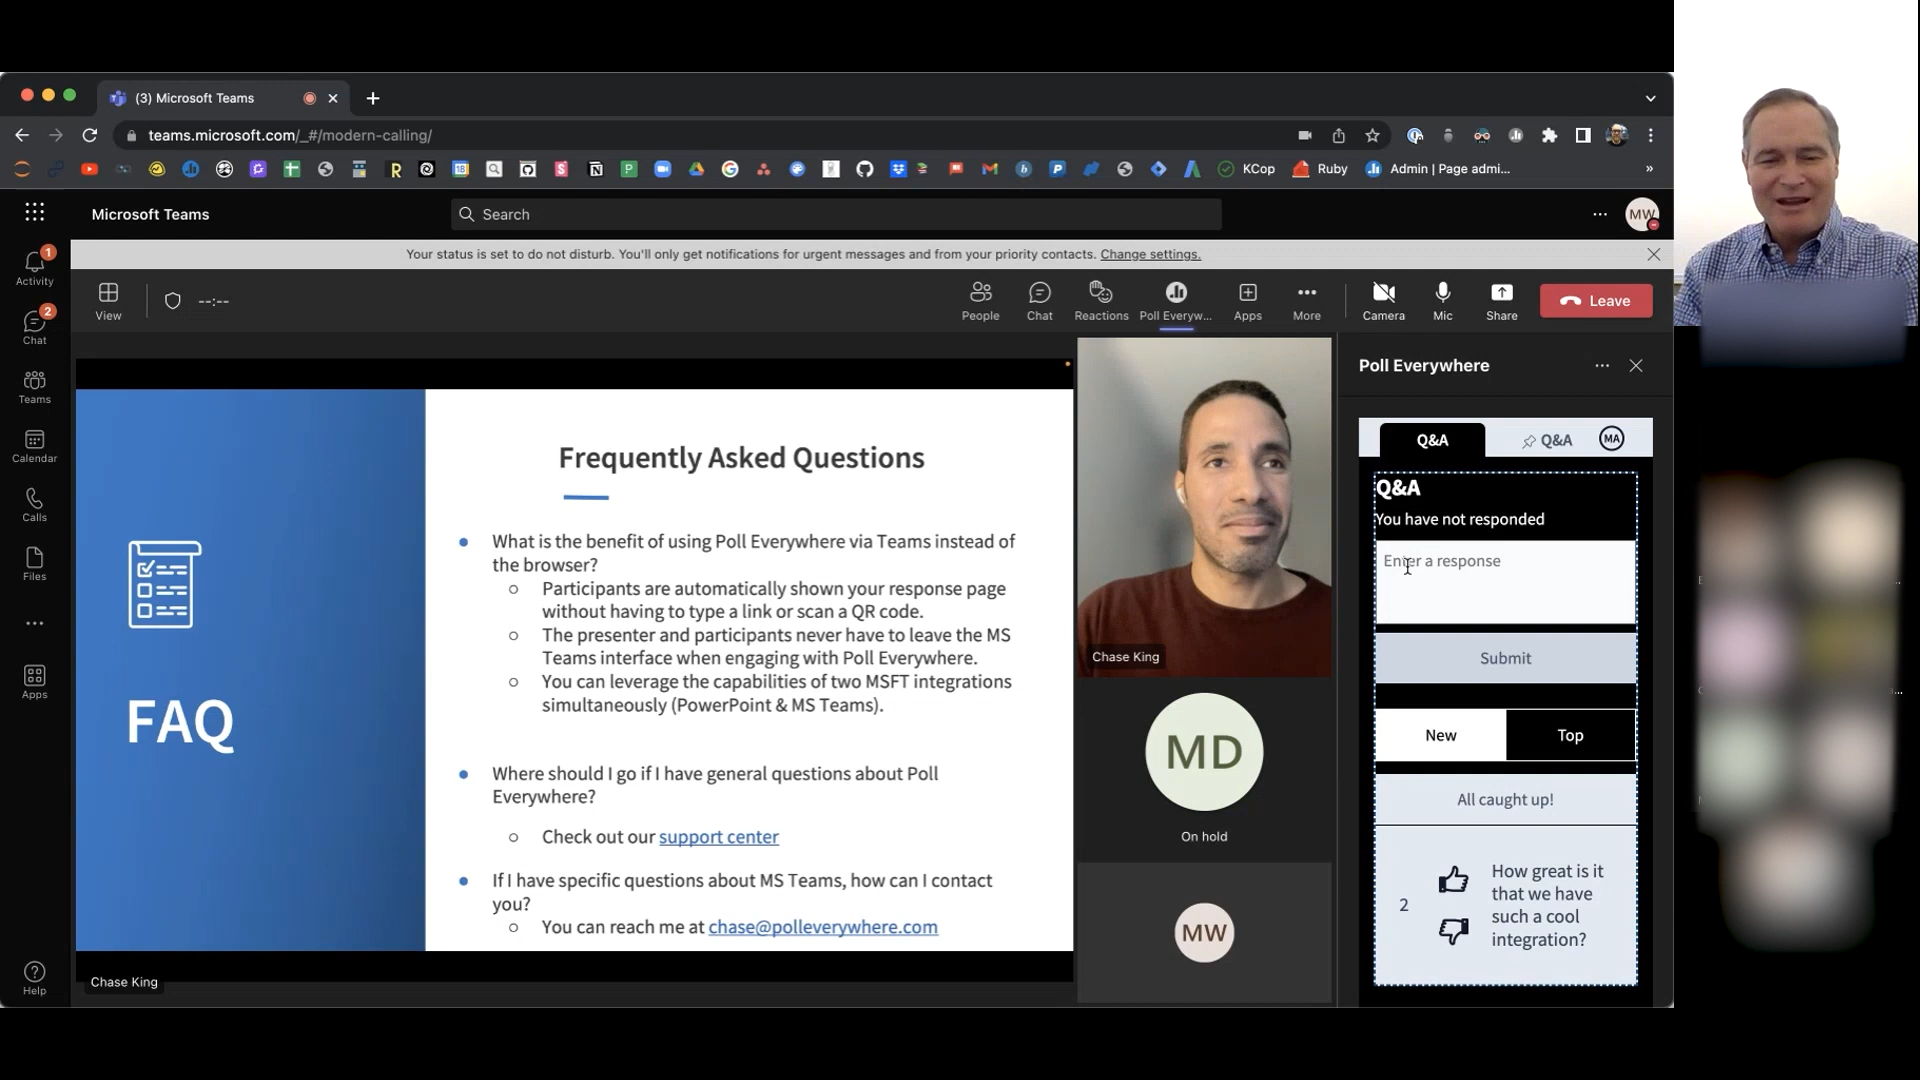 (3) Microsoft Teams
teams.microsoft.com/_#/modern-calling/
KCop
Ruby
Admin | Page admi...
»
Microsoft Teams
Search
MW
Your status is set to do not disturb. You'll only get notifications for urgent messages and from your priority contacts. Change settings.
1
Activity
2
Chat
Teams
Calendar
Calls
Files
Apps
Help
View
--:--
People
Chat
Reactions
Poll Everyw...
Apps
More
Camera
Mic
Share
Leave
FAQ
Frequently Asked Questions
What is the benefit of using Poll Everywhere via Teams instead of
the browser?
Participants are automatically shown your response page
without having to type a link or scan a QR code.
The presenter and participants never have to leave the MS
Teams interface when engaging with Poll Everywhere.
You can leverage the capabilities of two MSFT integrations
simultaneously (PowerPoint & MS Teams).
Where should I go if I have general questions about Poll
Everywhere?
Check out our support center
If I have specific questions about MS Teams, how can I contact
you?
You can reach me at chase@polleverywhere.com
Chase King
Chase King
MD
On hold
MW
Poll Everywhere
Q&A
Q&A
MA
Q&A
You have not responded
Enter a response
Submit
New
Top
All caught up!
2
How great is it
that we have
such a cool
integration?